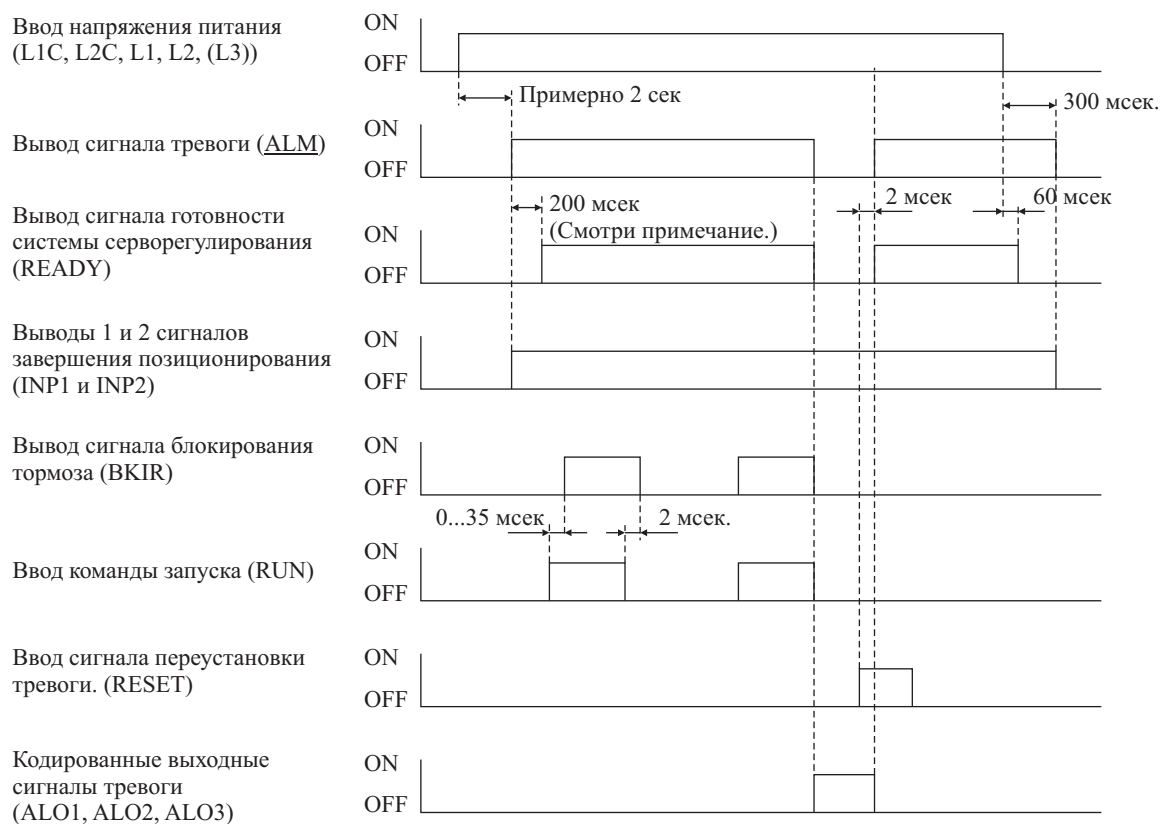 Ввод напряжения питания
(L1C, L2C, L1, L2, (L3))
ON
OFF
Примерно 2 сек
300 мсек.
Вывод сигнала тревоги (ALM)
ON
OFF
200 мсек
(Смотри примечание.)
2 мсек
60 мсек
Вывод сигнала готовности
системы серворегулирования
(READY)
ON
OFF
Выводы 1 и 2 сигналов
завершения позиционирования
(INP1 и INP2)
ON
OFF
Вывод сигнала блокирования
тормоза (BKIR)
ON
OFF
0...35 мсек
2 мсек.
Ввод команды запуска (RUN)
ON
OFF
Ввод сигнала переустановки
тревоги. (RESET)
ON
OFF
Кодированные выходные
сигналы тревоги
(ALO1, ALO2, ALO3)
ON
OFF